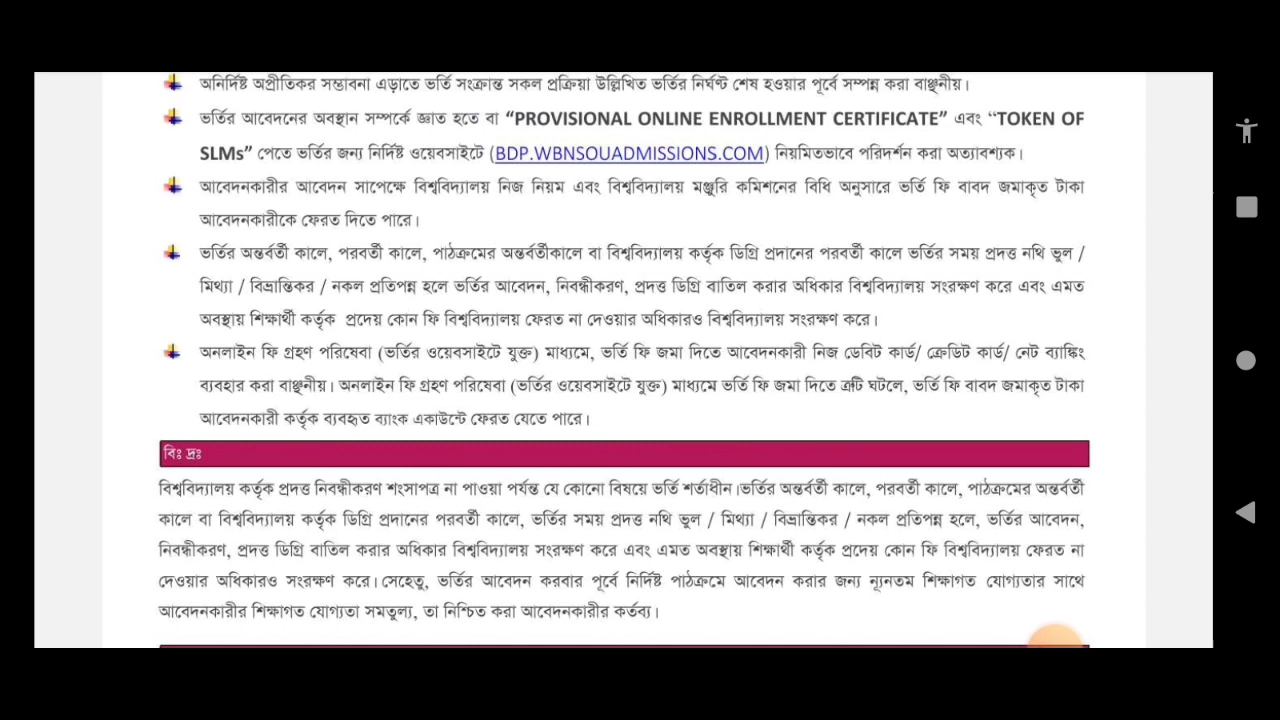 অনির্দিষ্ট অপ্রীতিকর সম্ভাবনা এড়াতে ভর্তি সংক্রান্ত সকল প্রক্রিয়া উল্লিখিত ভর্তির নির্ঘণ্ট শেষ হওয়ার পূর্বে সম্পন্ন করা বাঞ্ছনীয়।
ভর্তির আবেদনের অবস্থান সম্পর্কে জ্ঞাত হতে বা “PROVISIONAL ONLINE ENROLLMENT CERTIFICATE” এবং “TOKEN OF
SLMs” পেতে ভর্তির জন্য নির্দিষ্ট ওয়েবসাইটে (BDP.WBNSOUADMISSIONS.COM) নিয়মিতভাবে পরিদর্শন করা অত্যাবশ্যক।
আবেদনকারীর আবেদন সাপেক্ষে বিশ্ববিদ্যালয় নিজ নিয়ম এবং বিশ্ববিদ্যালয় মঞ্জুরি কমিশনের বিধি অনুসারে ভর্তি ফি বাবদ জমাকৃত টাকা
আবেদনকারীকে ফেরত দিতে পারে।
ভর্তির অন্তর্বর্তী কালে, পরবর্তী কালে, পাঠক্রমের অন্তর্বর্তীকালে বা বিশ্ববিদ্যালয় কর্তৃক ডিগ্রি প্রদানের পরবর্তী কালে ভর্তির সময় প্রদত্ত নথি ভুল /
মিথ্যা / বিভ্রান্তিকর / নকল প্রতিপন্ন হলে ভর্তির আবেদন, নিবন্ধীকরণ, প্রদত্ত ডিগ্রি বাতিল করার অধিকার বিশ্ববিদ্যালয় সংরক্ষণ করে এবং এমত
অবস্থায় শিক্ষার্থী কর্তৃক প্রদেয় কোন ফি বিশ্ববিদ্যালয় ফেরত না দেওয়ার অধিকারও বিশ্ববিদ্যালয় সংরক্ষণ করে।
অনলাইন ফি গ্রহণ পরিষেবা (ভর্তির ওয়েবসাইটে যুক্ত) মাধ্যমে, ভর্তি ফি জমা দিতে আবেদনকারী নিজ ডেবিট কার্ড/ ক্রেডিট কার্ড/ নেট ব্যাঙ্কিং
ব্যবহার করা বাঞ্ছনীয়। অনলাইন ফি গ্রহণ পরিষেবা (ভর্তির ওয়েবসাইটে যুক্ত) মাধ্যমে ভর্তি ফি জমা দিতে ত্রুটি ঘটলে, ভর্তি ফি বাবদ জমাকৃত টাকা
আবেদনকারী কর্তৃক ব্যবহৃত ব্যাংক একাউন্টে ফেরত যেতে পারে।
বিঃ দ্রঃ
বিশ্ববিদ্যালয় কর্তৃক প্রদত্ত নিবন্ধীকরণ শংসাপত্র না পাওয়া পর্যন্ত যে কোনো বিষয়ে ভর্তি শর্তাধীন।ভর্তির অন্তর্বর্তী কালে, পরবর্তী কালে, পাঠক্রমের অন্তর্বর্তী
কালে বা বিশ্ববিদ্যালয় কর্তৃক ডিগ্রি প্রদানের পরবর্তী কালে, ভর্তির সময় প্রদত্ত নথি ভুল / মিথ্যা / বিভ্রান্তিকর / নকল প্রতিপন্ন হলে, ভর্তির আবেদন,
নিবন্ধীকরণ, প্রদত্ত ডিগ্রি বাতিল করার অধিকার বিশ্ববিদ্যালয় সংরক্ষণ করে এবং এমত অবস্থায় শিক্ষার্থী কর্তৃক প্রদেয় কোন ফি বিশ্ববিদ্যালয় ফেরত না
দেওয়ার অধিকারও সংরক্ষণ করে। সেহেতু, ভর্তির আবেদন করবার পূর্বে নির্দিষ্ট পাঠক্রমে আবেদন করার জন্য ন্যূনতম শিক্ষাগত যোগ্যতার সাথে
আবেদনকারীর শিক্ষাগত যোগ্যতা সমতুল্য, তা নিশ্চিত করা আবেদনকারীর কর্তব্য।